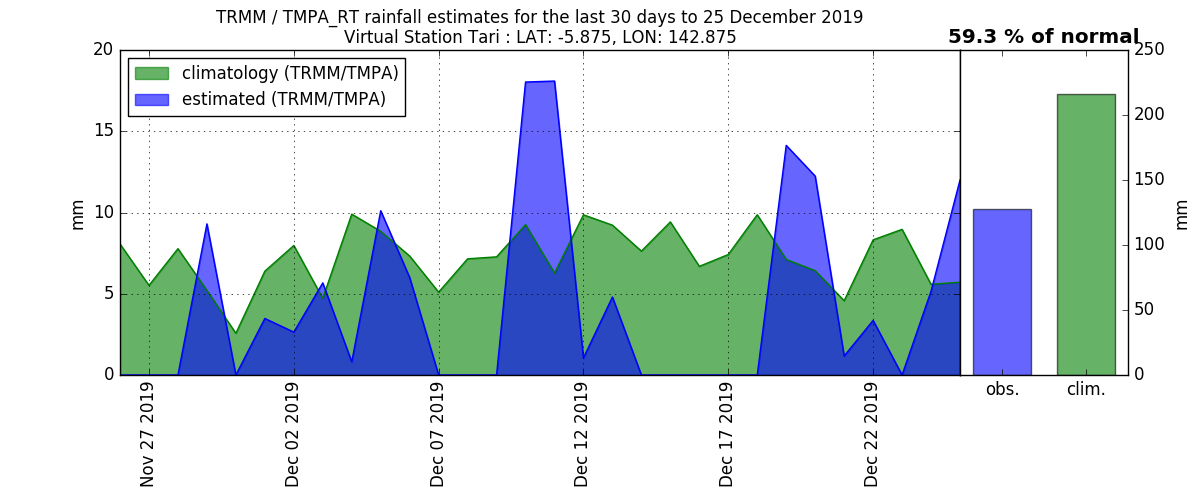 TRMM / TMPA_RT rainfall estimates for the last 30 days to 25 December 2019
Virtual Station Tari : LAT: -5.875, LON: 142.875
59.3 % of normal
climatology (TRMM/TMPA)
estimated (TRMM/TMPA)
mm
20
15
10
5
0
Nov 27 2019
Dec 02 2019
Dec 07 2019
Dec 12 2019
Dec 17 2019
Dec 22 2019
obs.
clim.
250
200
150
100
50
0
mm